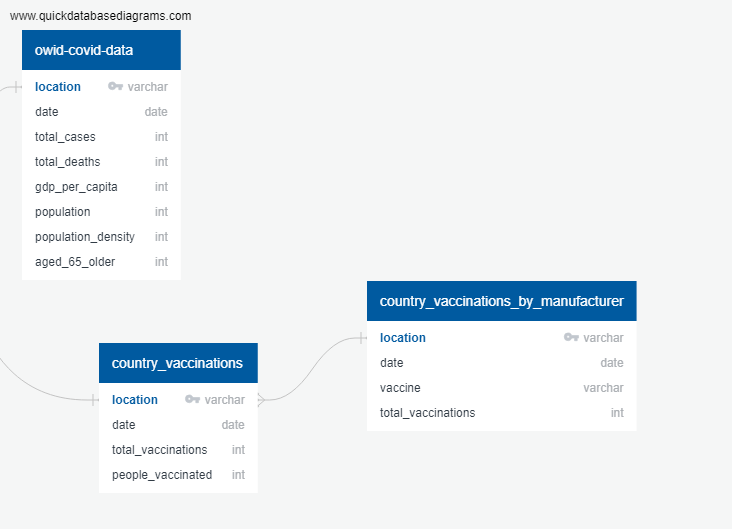 www.quickdatabasediagrams.com
owid-covid-data
location varchar
date date
total_cases int
total_deaths int
gdp_per_capita int
population int
population_density int
aged_65_older int
country_vaccinations_by_manufacturer
location varchar
date date
vaccine varchar
total_vaccinations int
country_vaccinations
location varchar
date date
total_vaccinations int
people_vaccinated int